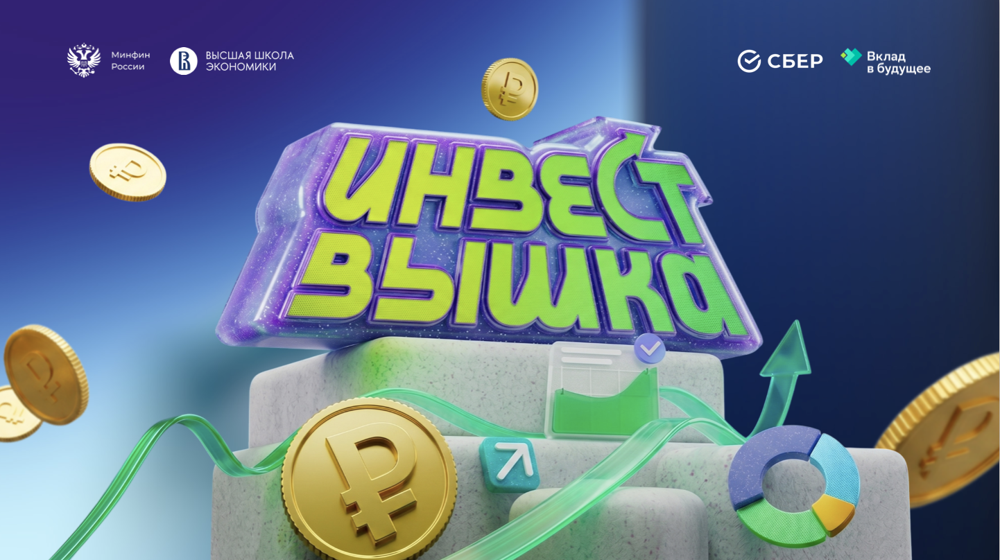 Минфин
России
ВЫСШАЯ ШКОЛА
ЭКОНОМИКИ
СБЕР
Вклад
в будущее
ИНВЕСТ
ВЫШКА